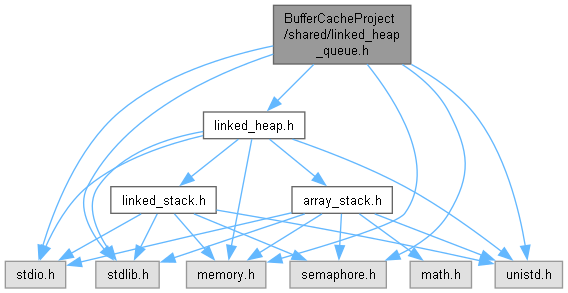 BufferCacheProject
/shared/linked_heap
_queue.h
linked_heap.h
linked_stack.h
array_stack.h
stdio.h
stdlib.h
memory.h
semaphore.h
math.h
unistd.h